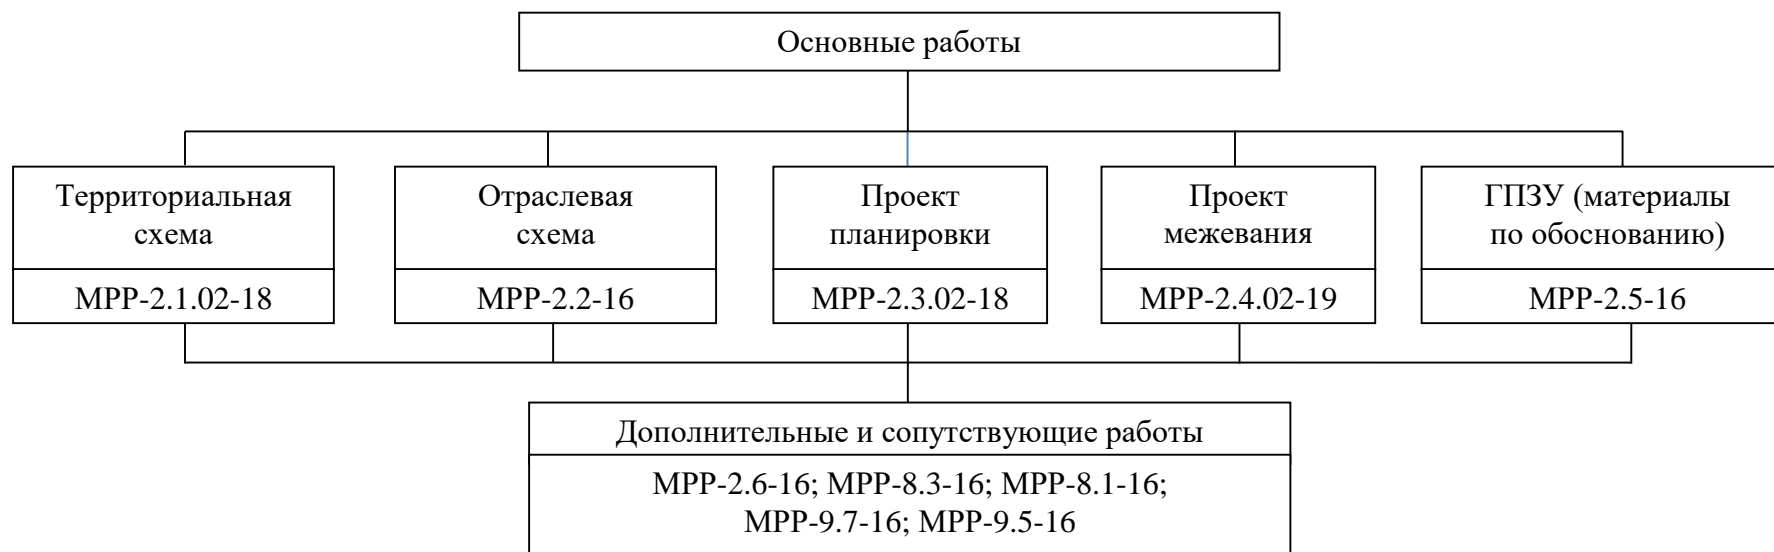 Основные работы
Территориальная
схема
МРР-2.1.02-18
Отраслевая
схема
МРР-2.2-16
Проект
планировки
МРР-2.3.02-18
Проект
межевания
МРР-2.4.02-19
ГПЗУ (материалы
по обоснованию)
МРР-2.5-16
Дополнительные и сопутствующие работы
МРР-2.6-16; МРР-8.3-16; МРР-8.1-16;
МРР-9.7-16; МРР-9.5-16